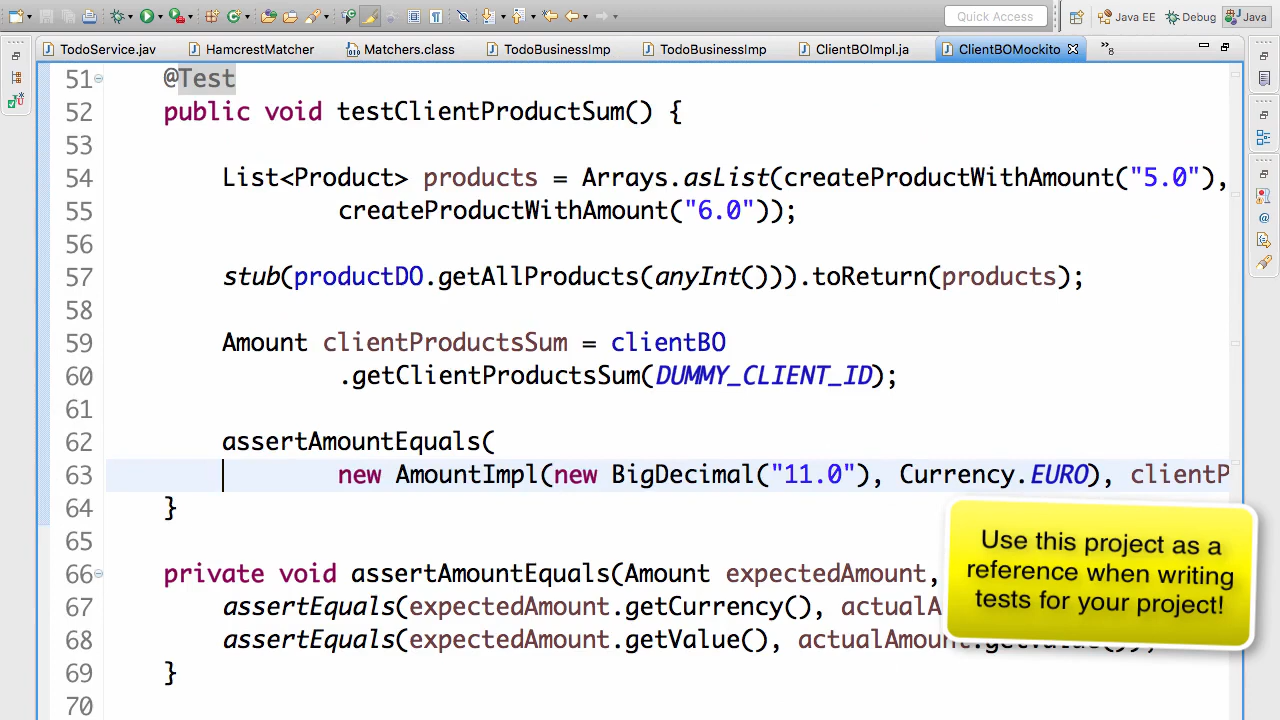 Quick Access
Java EE
Debug
Java
TodoService.jav
HamcrestMatcher
Matchers.class
TodoBusinessImp
TodoBusinessImp
ClientBOImpl.ja
ClientBOMockito
8
51 @Test
52 public void testClientProductSum() {
53
54 List<Product> products = Arrays.asList(createProductWithAmount("5.0"),
55 createProductWithAmount("6.0"));
56
57 stub(productDO.getAllProducts(anyInt())).toReturn(products);
58
59 Amount clientProductsSum = clientBO
60 .getClientProductsSum(DUMMY_CLIENT_ID);
61
62 assertAmountEquals(
63 new AmountImpl(new BigDecimal("11.0"), Currency.EURO), clientP
64 }
65
66 private void assertAmountEquals(Amount expectedAmount,
67 assertEquals(expectedAmount.getCurrency(), actualA
68 assertEquals(expectedAmount.getValue(), actualAmount.getValue());
69 }
70
Use this project as a
reference when writing
tests for your project!